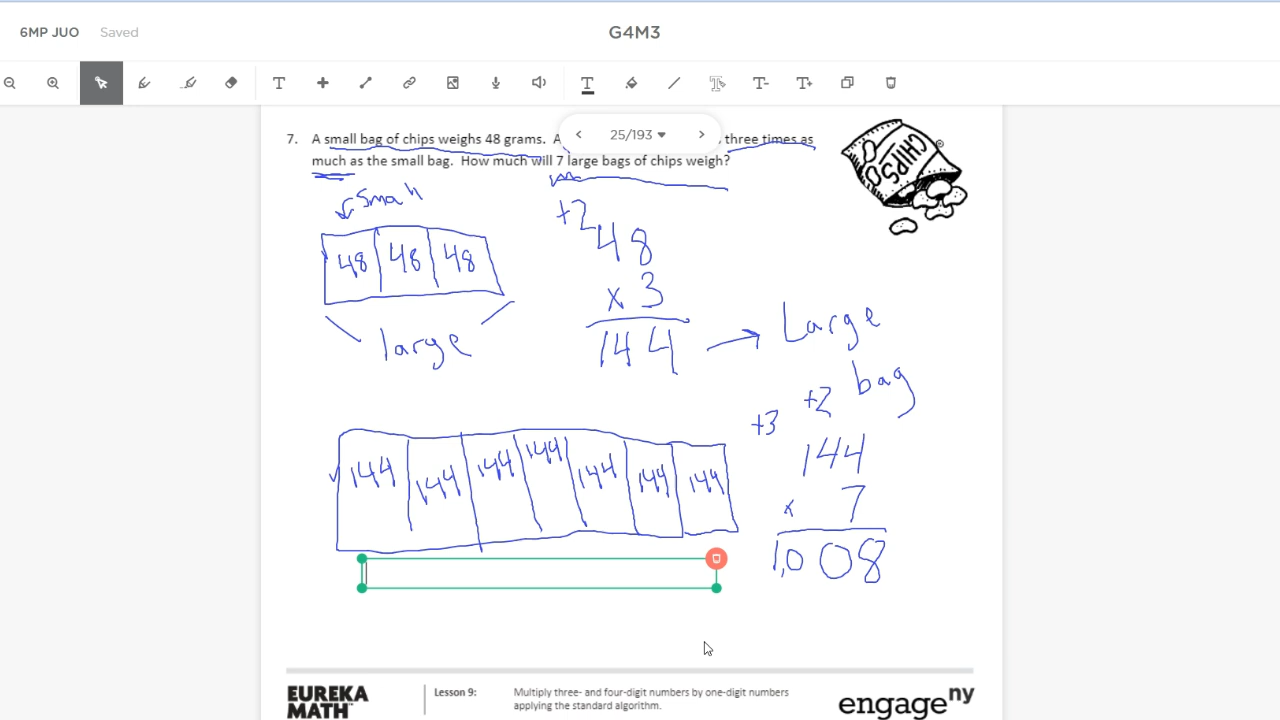 6MP JUO Saved G4M3
T T T T- T+
25/193
7. A small bag of chips weighs 48 grams. A three times as
much as the small bag. How much will 7 large bags of chips weigh?
CHIPS
small
48 48 48
large
+2
48
x 3
144
Large
bag
144 144 144 144 144 144 144
+3 +2
144
x 7
1,008
EUREKA
MATH™
Lesson 9: Multiply three- and four-digit numbers by one-digit numbers
applying the standard algorithm.
engageny